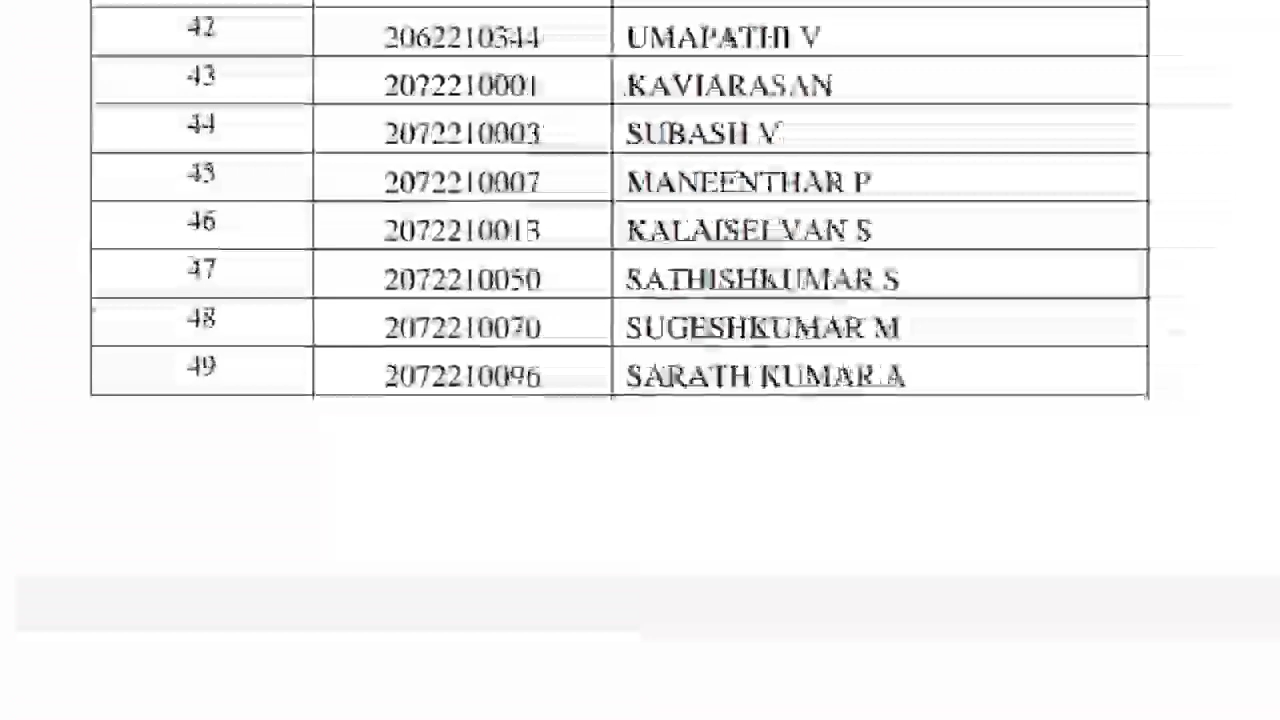 42 2062210344 UMAPATHI V
43 2072210001 KAVIARASAN
44 2072210003 SUBASH V
45 2072210007 MANEENTHAR P
46 2072210013 KALAISELVAN S
47 2072210050 SATHISHKUMAR S
48 2072210070 SUGESHKUMAR M
49 2072210096 SARATH KUMAR A